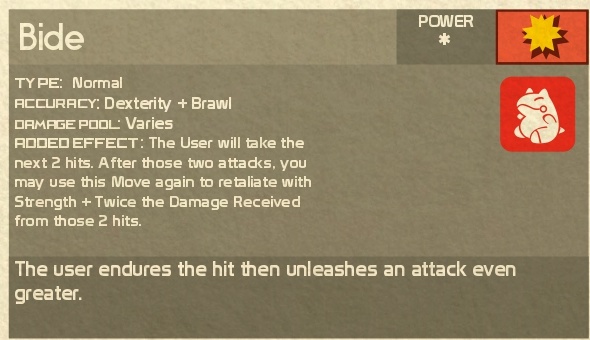 Bide
POWER
*
TYPE: Normal
ACCURACY: Dexterity + Brawl
DAMAGE POOL: Varies
ADDED EFFECT: The User will take the
next 2 hits. After those two attacks, you
may use this Move again to retaliate with
Strength + Twice the Damage Received
from those 2 hits.
The user endures the hit then unleashes an attack even
greater.